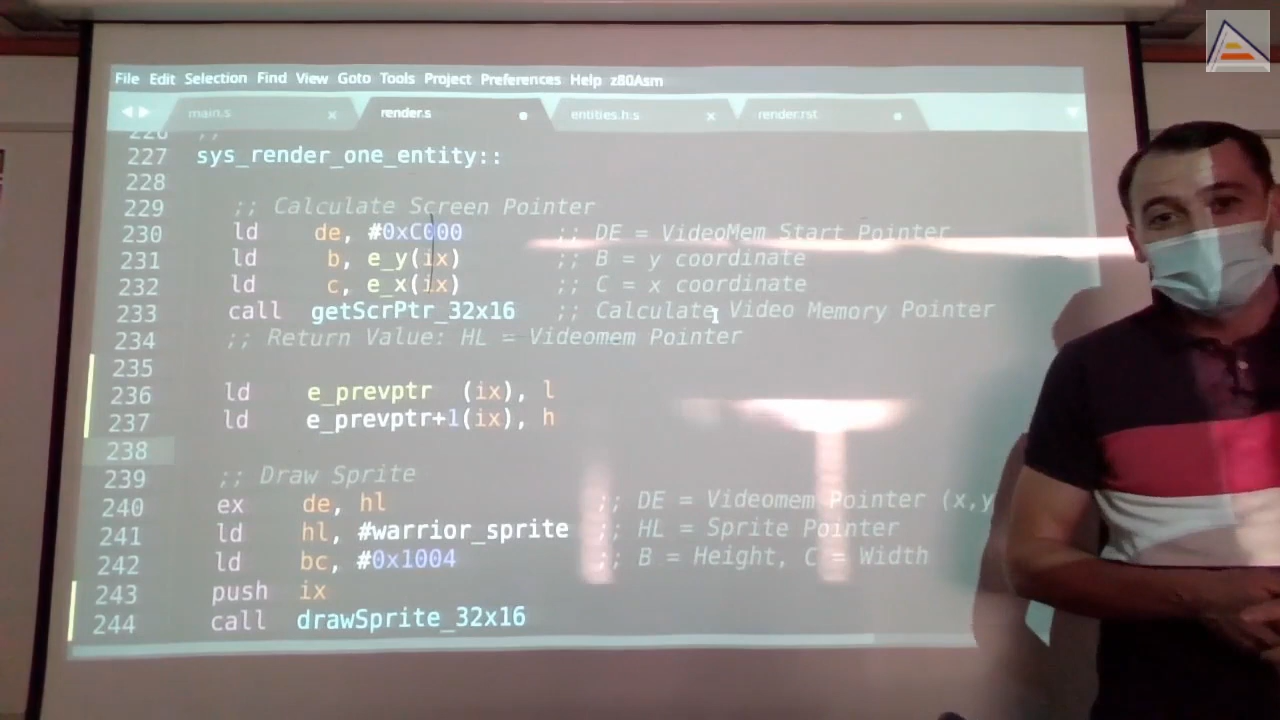 File Edit Selection Find View Goto Tools Project Preferences Help z80Asm
main.s render.s entities.h.s render.rst
226 ;;
227 sys_render_one_entity::
228
229 ;; Calculate Screen Pointer
230 ld de, #0xC000 ;; DE = VideoMem Start Pointer
231 ld b, e_y(ix) ;; B = y coordinate
232 ld c, e_x(ix) ;; C = x coordinate
233 call getScrPtr_32x16 ;; Calculate Video Memory Pointer
234 ;; Return Value: HL = Videomem Pointer
235
236 ld e_prevptr (ix), l
237 ld e_prevptr+1(ix), h
238
239 ;; Draw Sprite
240 ex de, hl ;; DE = Videomem Pointer (x,y
241 ld hl, #warrior_sprite ;; HL = Sprite Pointer
242 ld bc, #0x1004 ;; B = Height, C = Width
243 push ix
244 call drawSprite_32x16